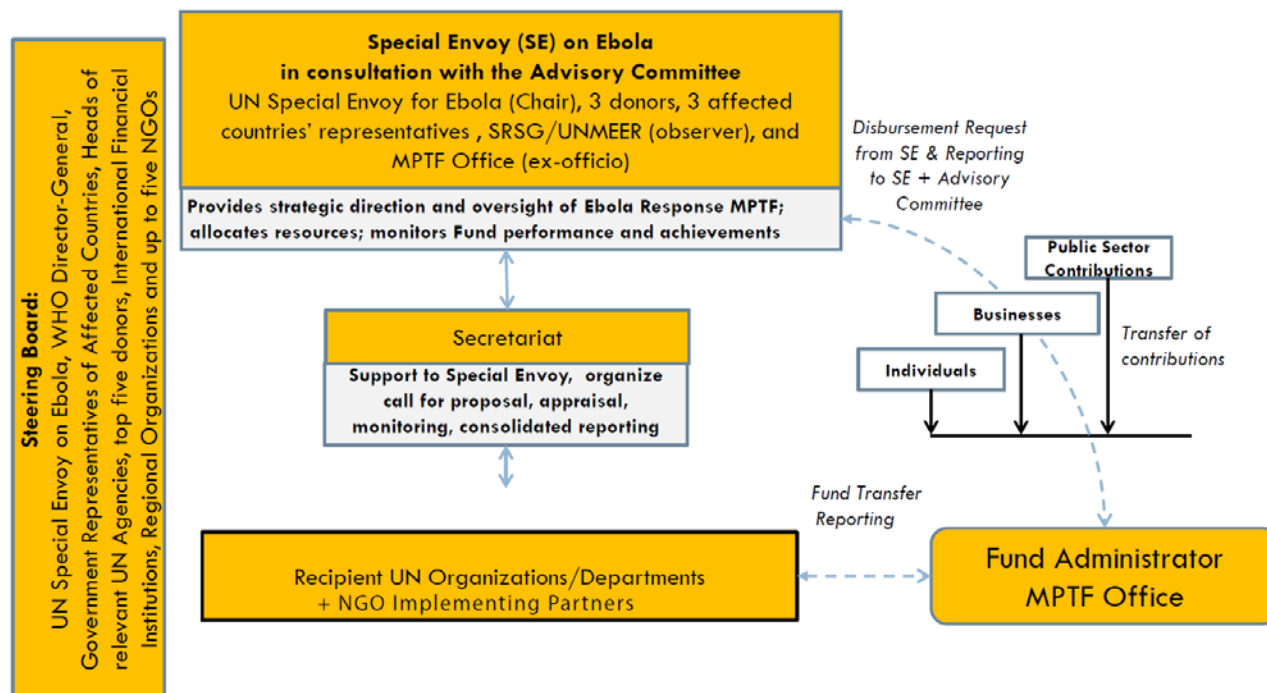 Steering Board:
UN Special Envoy on Ebola, WHO Director-General,
Government Representatives of Affected Countries, Heads of
relevant UN Agencies, top five donors, International Financial
Institutions, Regional Organizations and up to five NGOs
Special Envoy (SE) on Ebola
in consultation with the Advisory Committee
UN Special Envoy for Ebola (Chair), 3 donors, 3 affected
countries' representatives , SRSG/UNMEER (observer), and
MPTF Office (ex-officio)
Provides strategic direction and oversight of Ebola Response MPTF;
allocates resources; monitors Fund performance and achievements
Disbursement Request
from SE & Reporting
to SE + Advisory
Committee
Public Sector
Contributions
Businesses
Individuals
Transfer of
contributions
Secretariat
Support to Special Envoy, organize
call for proposal, appraisal,
monitoring, consolidated reporting
Fund Transfer
Reporting
Recipient UN Organizations/Departments
+ NGO Implementing Partners
Fund Administrator
MPTF Office